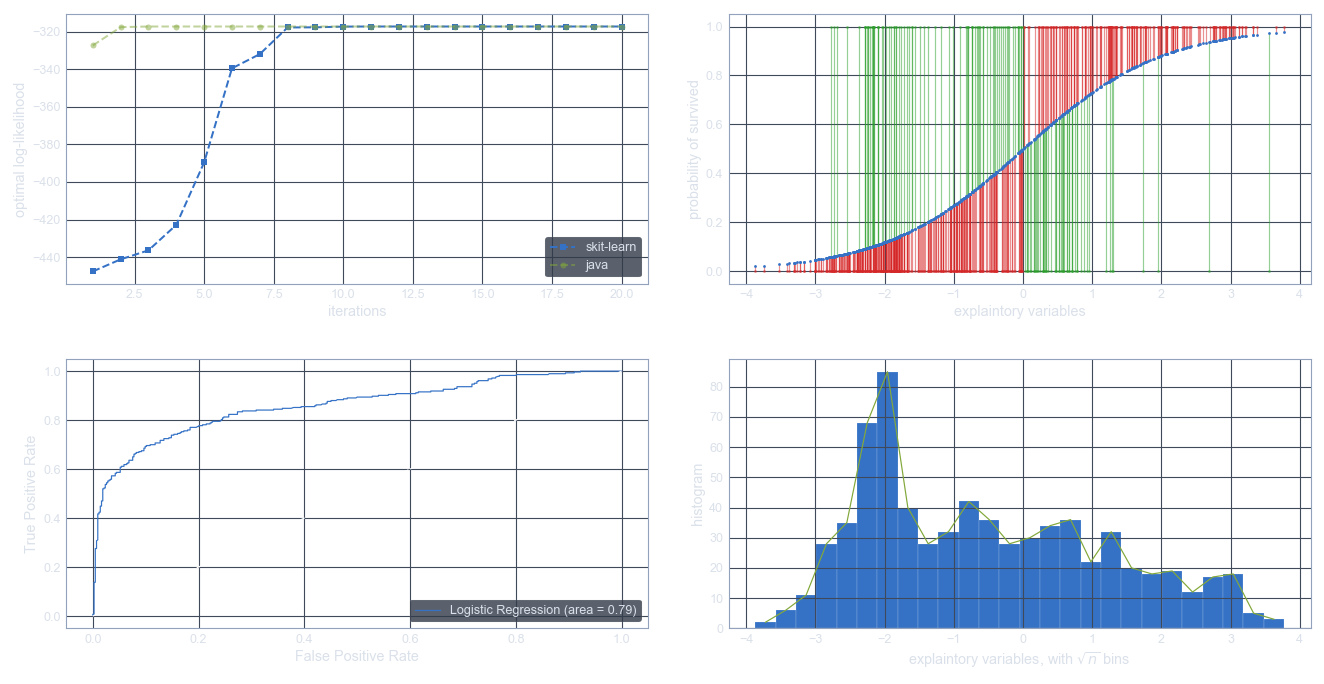 −320
−340
−360
−380
−400
−420
−440
optimal log-likelihood
2.5 5.0 7.5 10.0 12.5 15.0 17.5 20.0
iterations
skit-learn
java
1.0
0.8
0.6
0.4
0.2
0.0
probability of survived
−4 −3 −2 −1 0 1 2 3 4
explaintory variables
1.0
0.8
0.6
0.4
0.2
0.0
True Positive Rate
0.0 0.2 0.4 0.6 0.8 1.0
False Positive Rate
Logistic Regression (area = 0.79)
80
70
60
50
40
30
20
10
0
histogram
−4 −3 −2 −1 0 1 2 3 4
explaintory variables, with √n bins